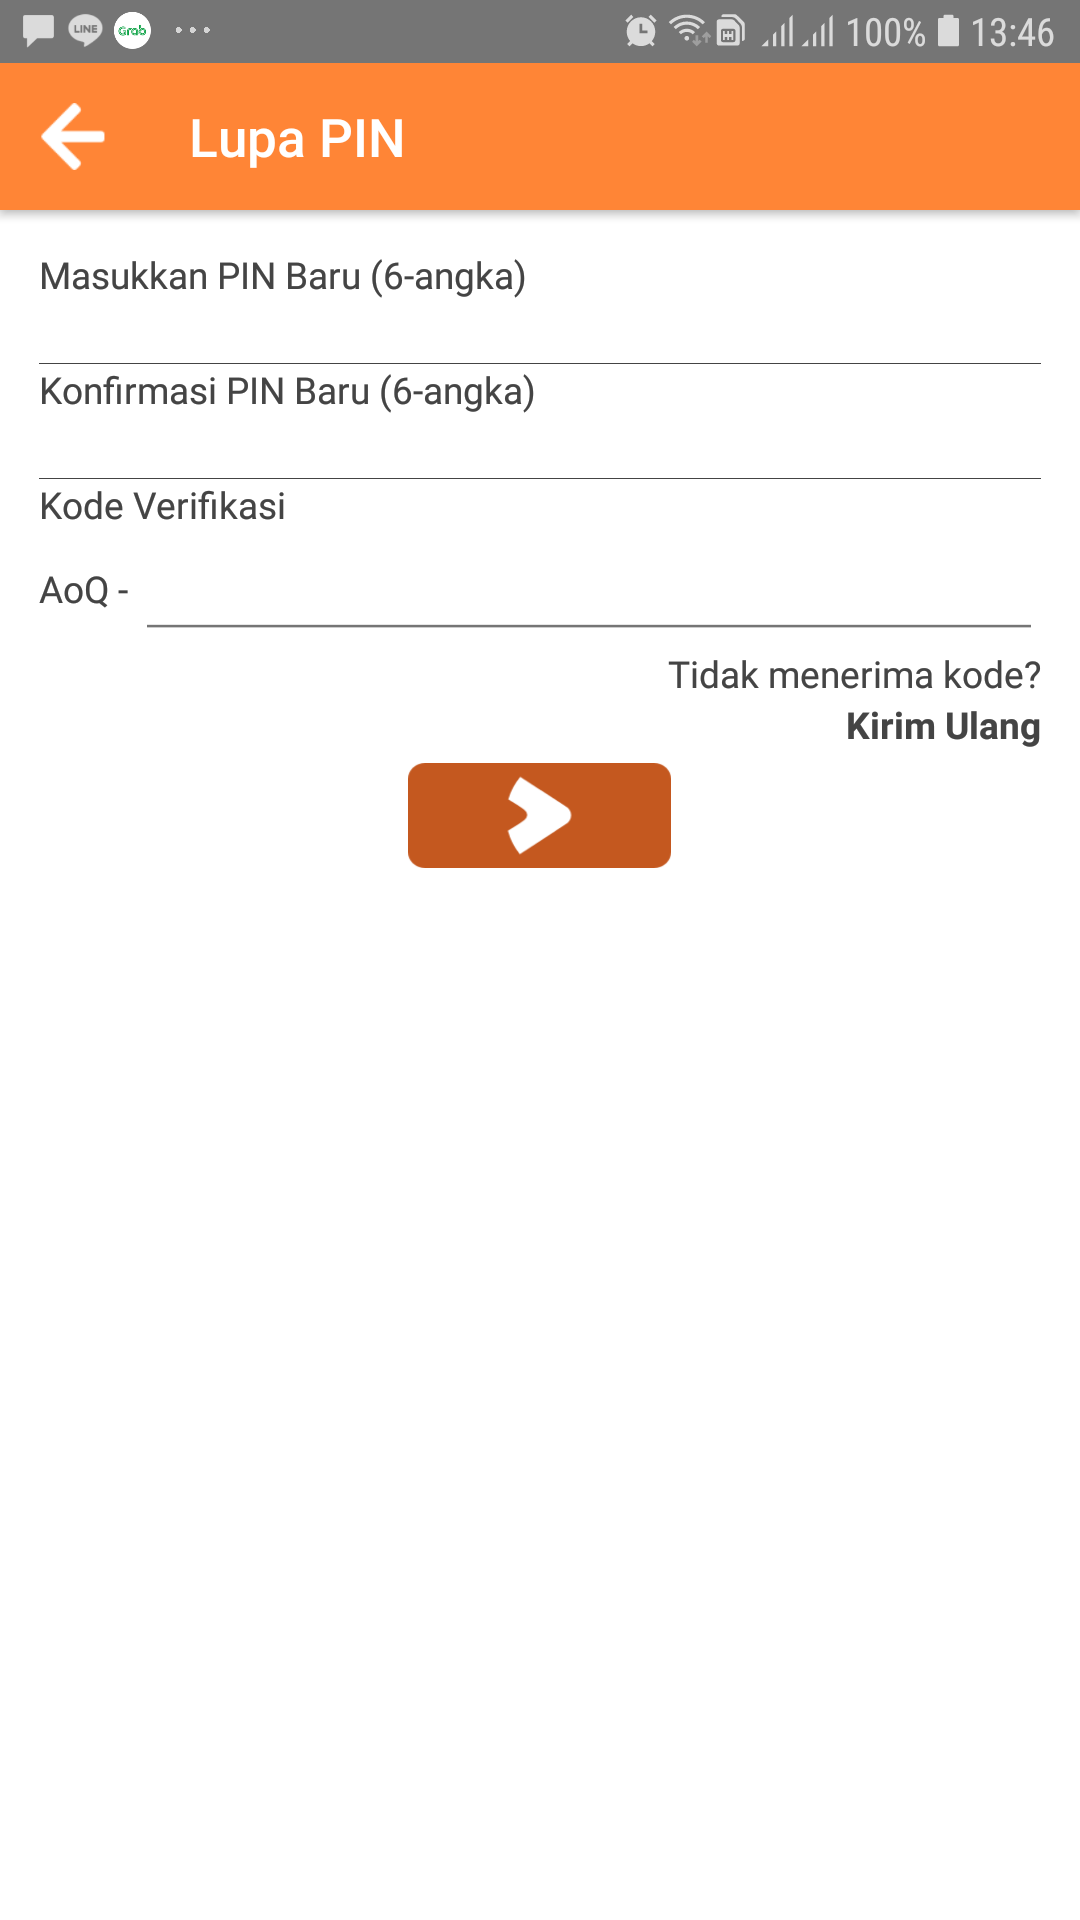 LINE Grab 100% 13:46
Lupa PIN
Masukkan PIN Baru (6-angka)
Konfirmasi PIN Baru (6-angka)
Kode Verifikasi
AoQ -
Tidak menerima kode?
Kirim Ulang